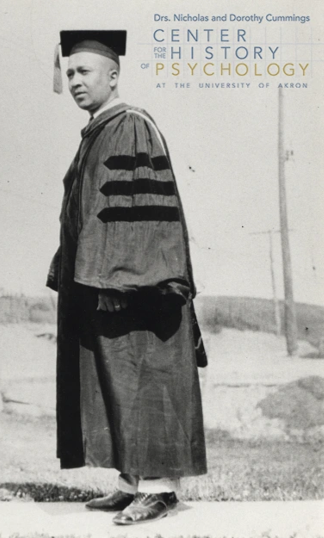 Drs. Nicholas and Dorothy Cummings
CENTER
FOR THE HISTORY
OF PSYCHOLOGY
AT THE UNIVERSITY OF AKRON